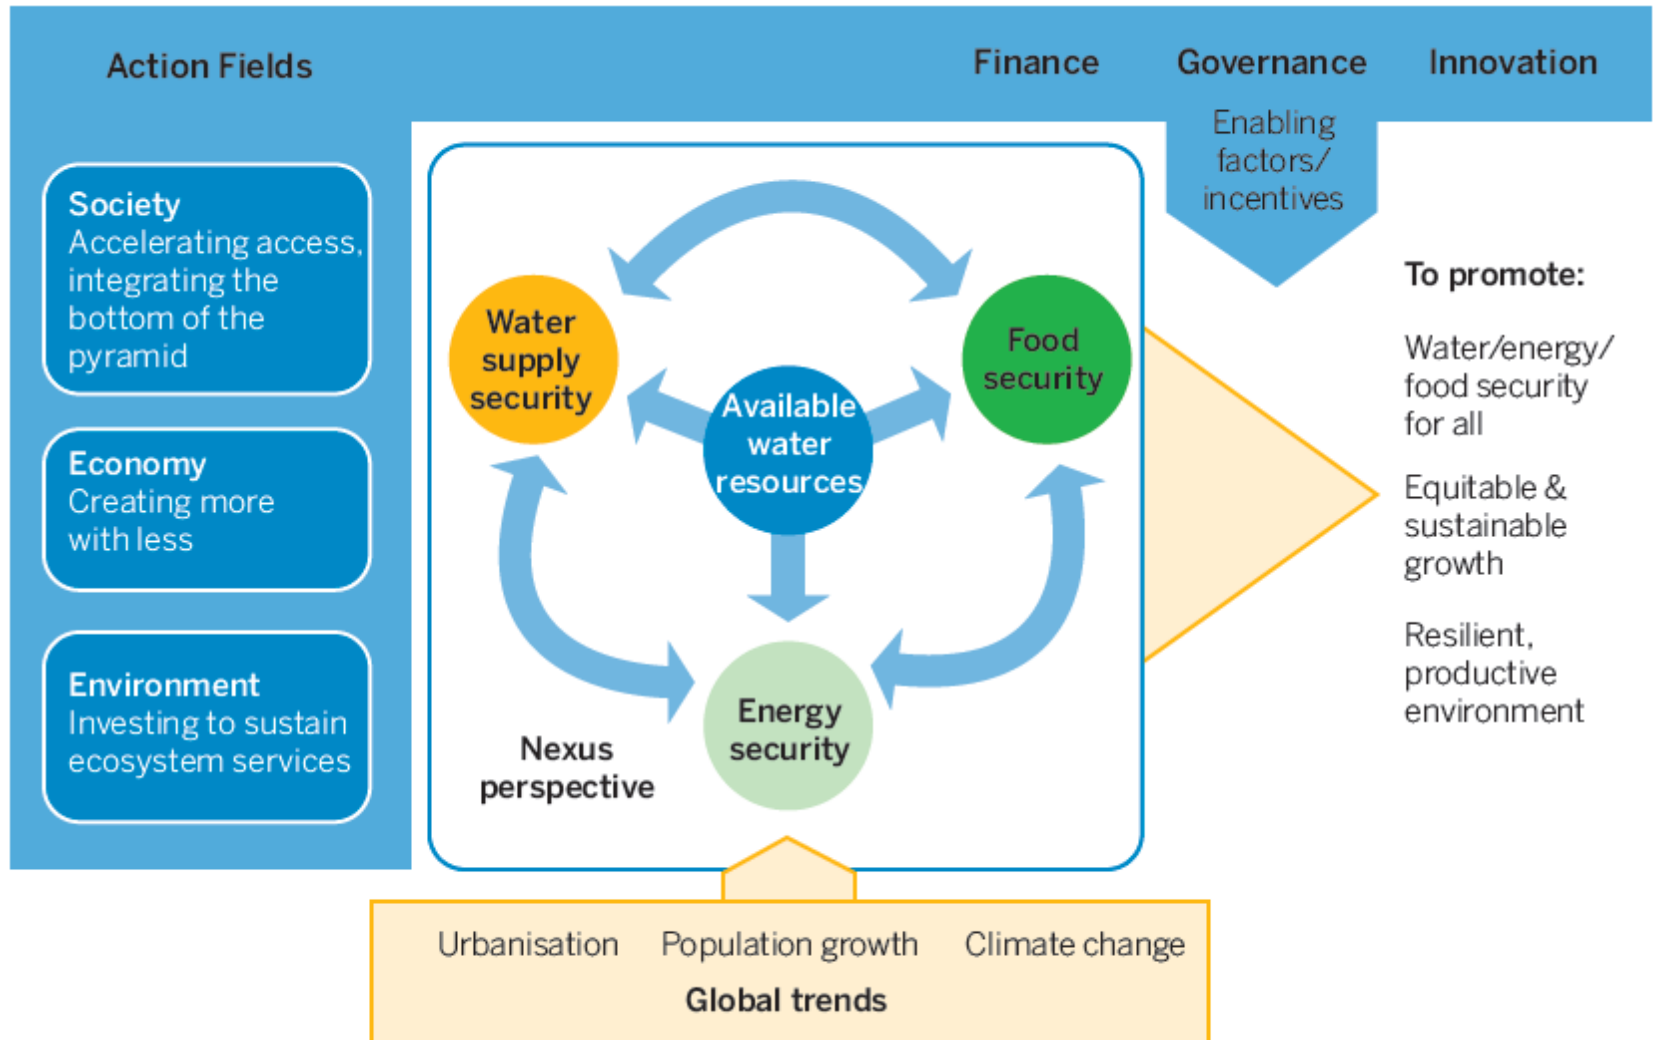 Action Fields
Finance
Governance
Innovation
Enabling
factors/
incentives
Society
Accelerating access,
integrating the
bottom of the
pyramid
Economy
Creating more
with less
Environment
Investing to sustain
ecosystem services
Water
supply
security
Food
security
Available
water
resources
Energy
security
Nexus
perspective
To promote:
Water/energy/
food security
for all
Equitable &
sustainable
growth
Resilient,
productive
environment
Urbanisation
Population growth
Climate change
Global trends